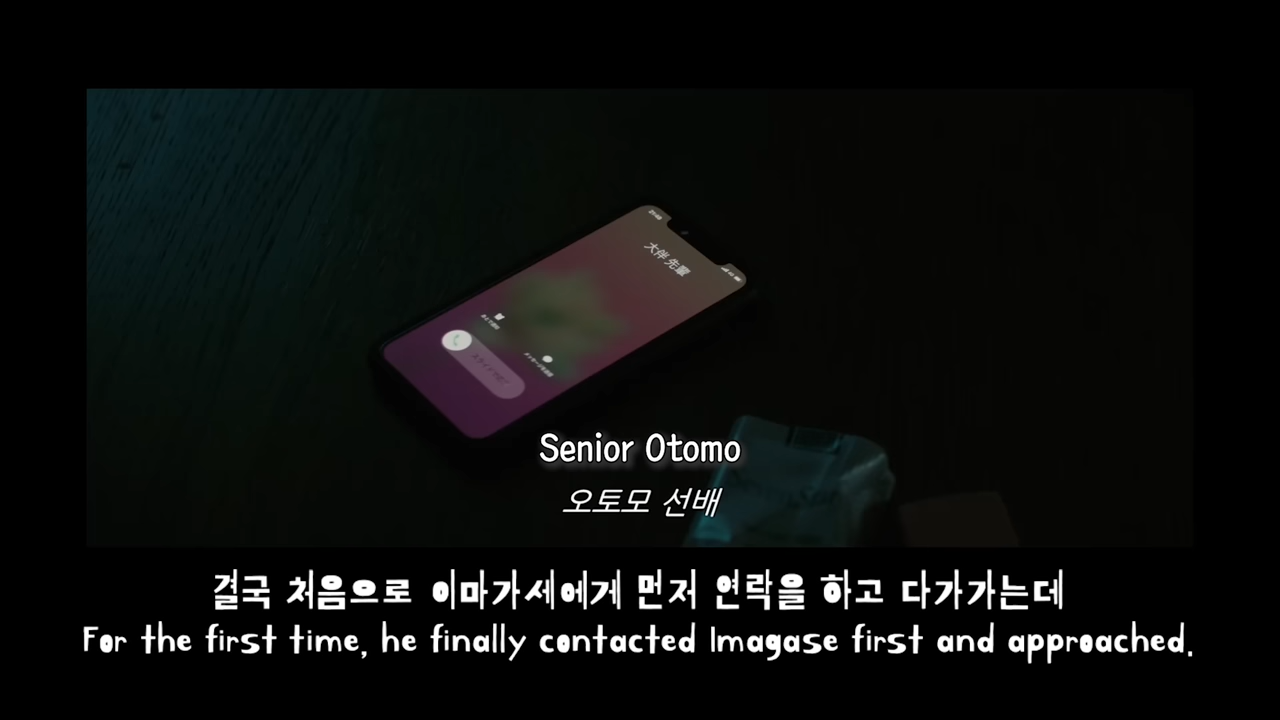 大伴 先輩
Senior Otomo
오토모 선배
결국 처음으로 이마가세에게 먼저 연락을 하고 다가가는데
For the first time, he finally contacted Imagase first and approached.